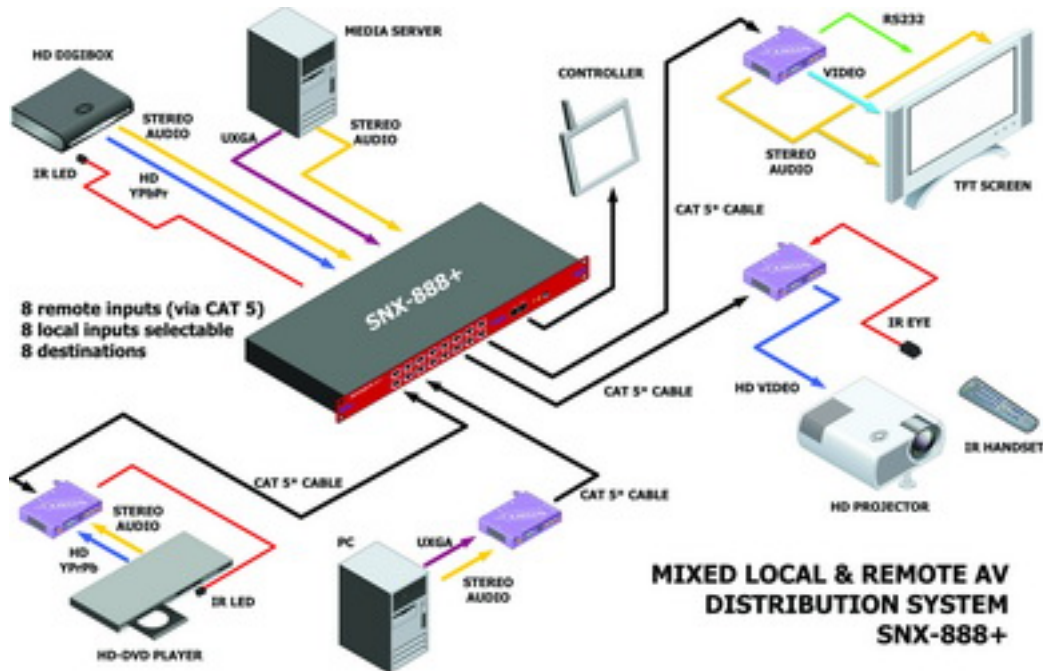 MEDIA SERVER
HD DIGIBOX
RS232
CONTROLLER
VIDEO
STEREO
AUDIO
UXGA
STEREO
AUDIO
IR LED
HD
YPbPr
STEREO
AUDIO
TFT SCREEN
CAT 5* CABLE
SNX-888+
8 remote inputs (via CAT 5)
8 local inputs selectable
8 destinations
IR EYE
CAT 5* CABLE
HD VIDEO
IR HANDSET
CAT 5* CABLE
CAT 5* CABLE
HD PROJECTOR
STEREO
AUDIO
HD
YPrPb
PC
UXGA
STEREO
AUDIO
IR LED
HD-DVD PLAYER
MIXED LOCAL & REMOTE AV
DISTRIBUTION SYSTEM
SNX-888+